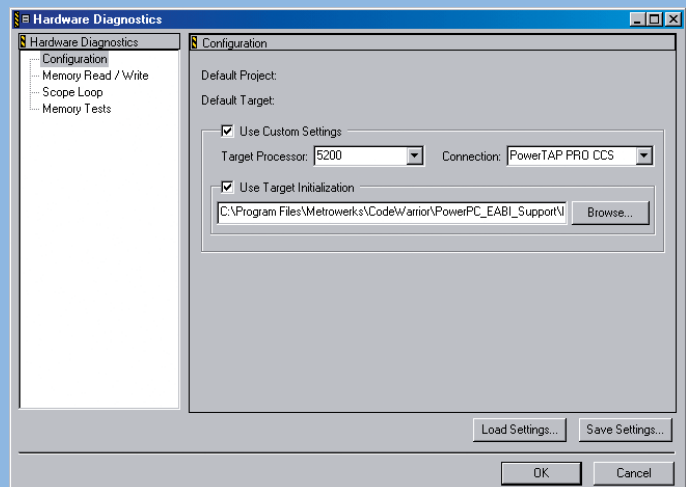 Hardware Diagnostics
Hardware Diagnostics
Configuration
Memory Read / Write
Scope Loop
Memory Tests
Configuration
Default Project:
Default Target:
Use Custom Settings
Target Processor: 5200 Connection: PowerTAP PRO CCS
Use Target Initialization
C:\Program Files\Metrowerks\CodeWarrior\PowerPC_EABI_Support\I Browse...
Load Settings... Save Settings...
OK Cancel